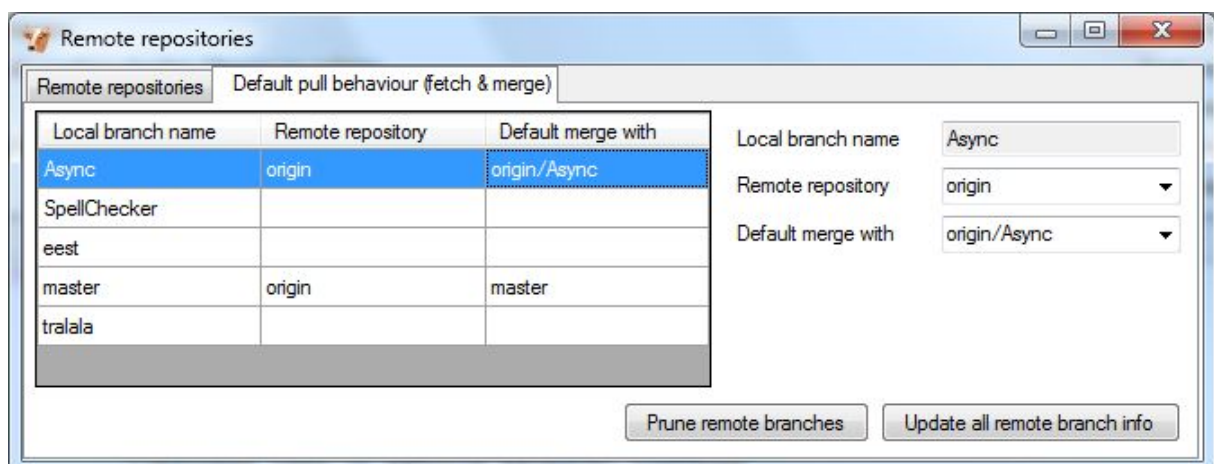 Remote repositories
Remote repositories Default pull behaviour (fetch & merge)
Local branch name Remote repository Default merge with
Async origin origin/Async
SpellChecker
eest
master origin master
tralala
Local branch name Async
Remote repository origin
Default merge with origin/Async
Prune remote branches Update all remote branch info